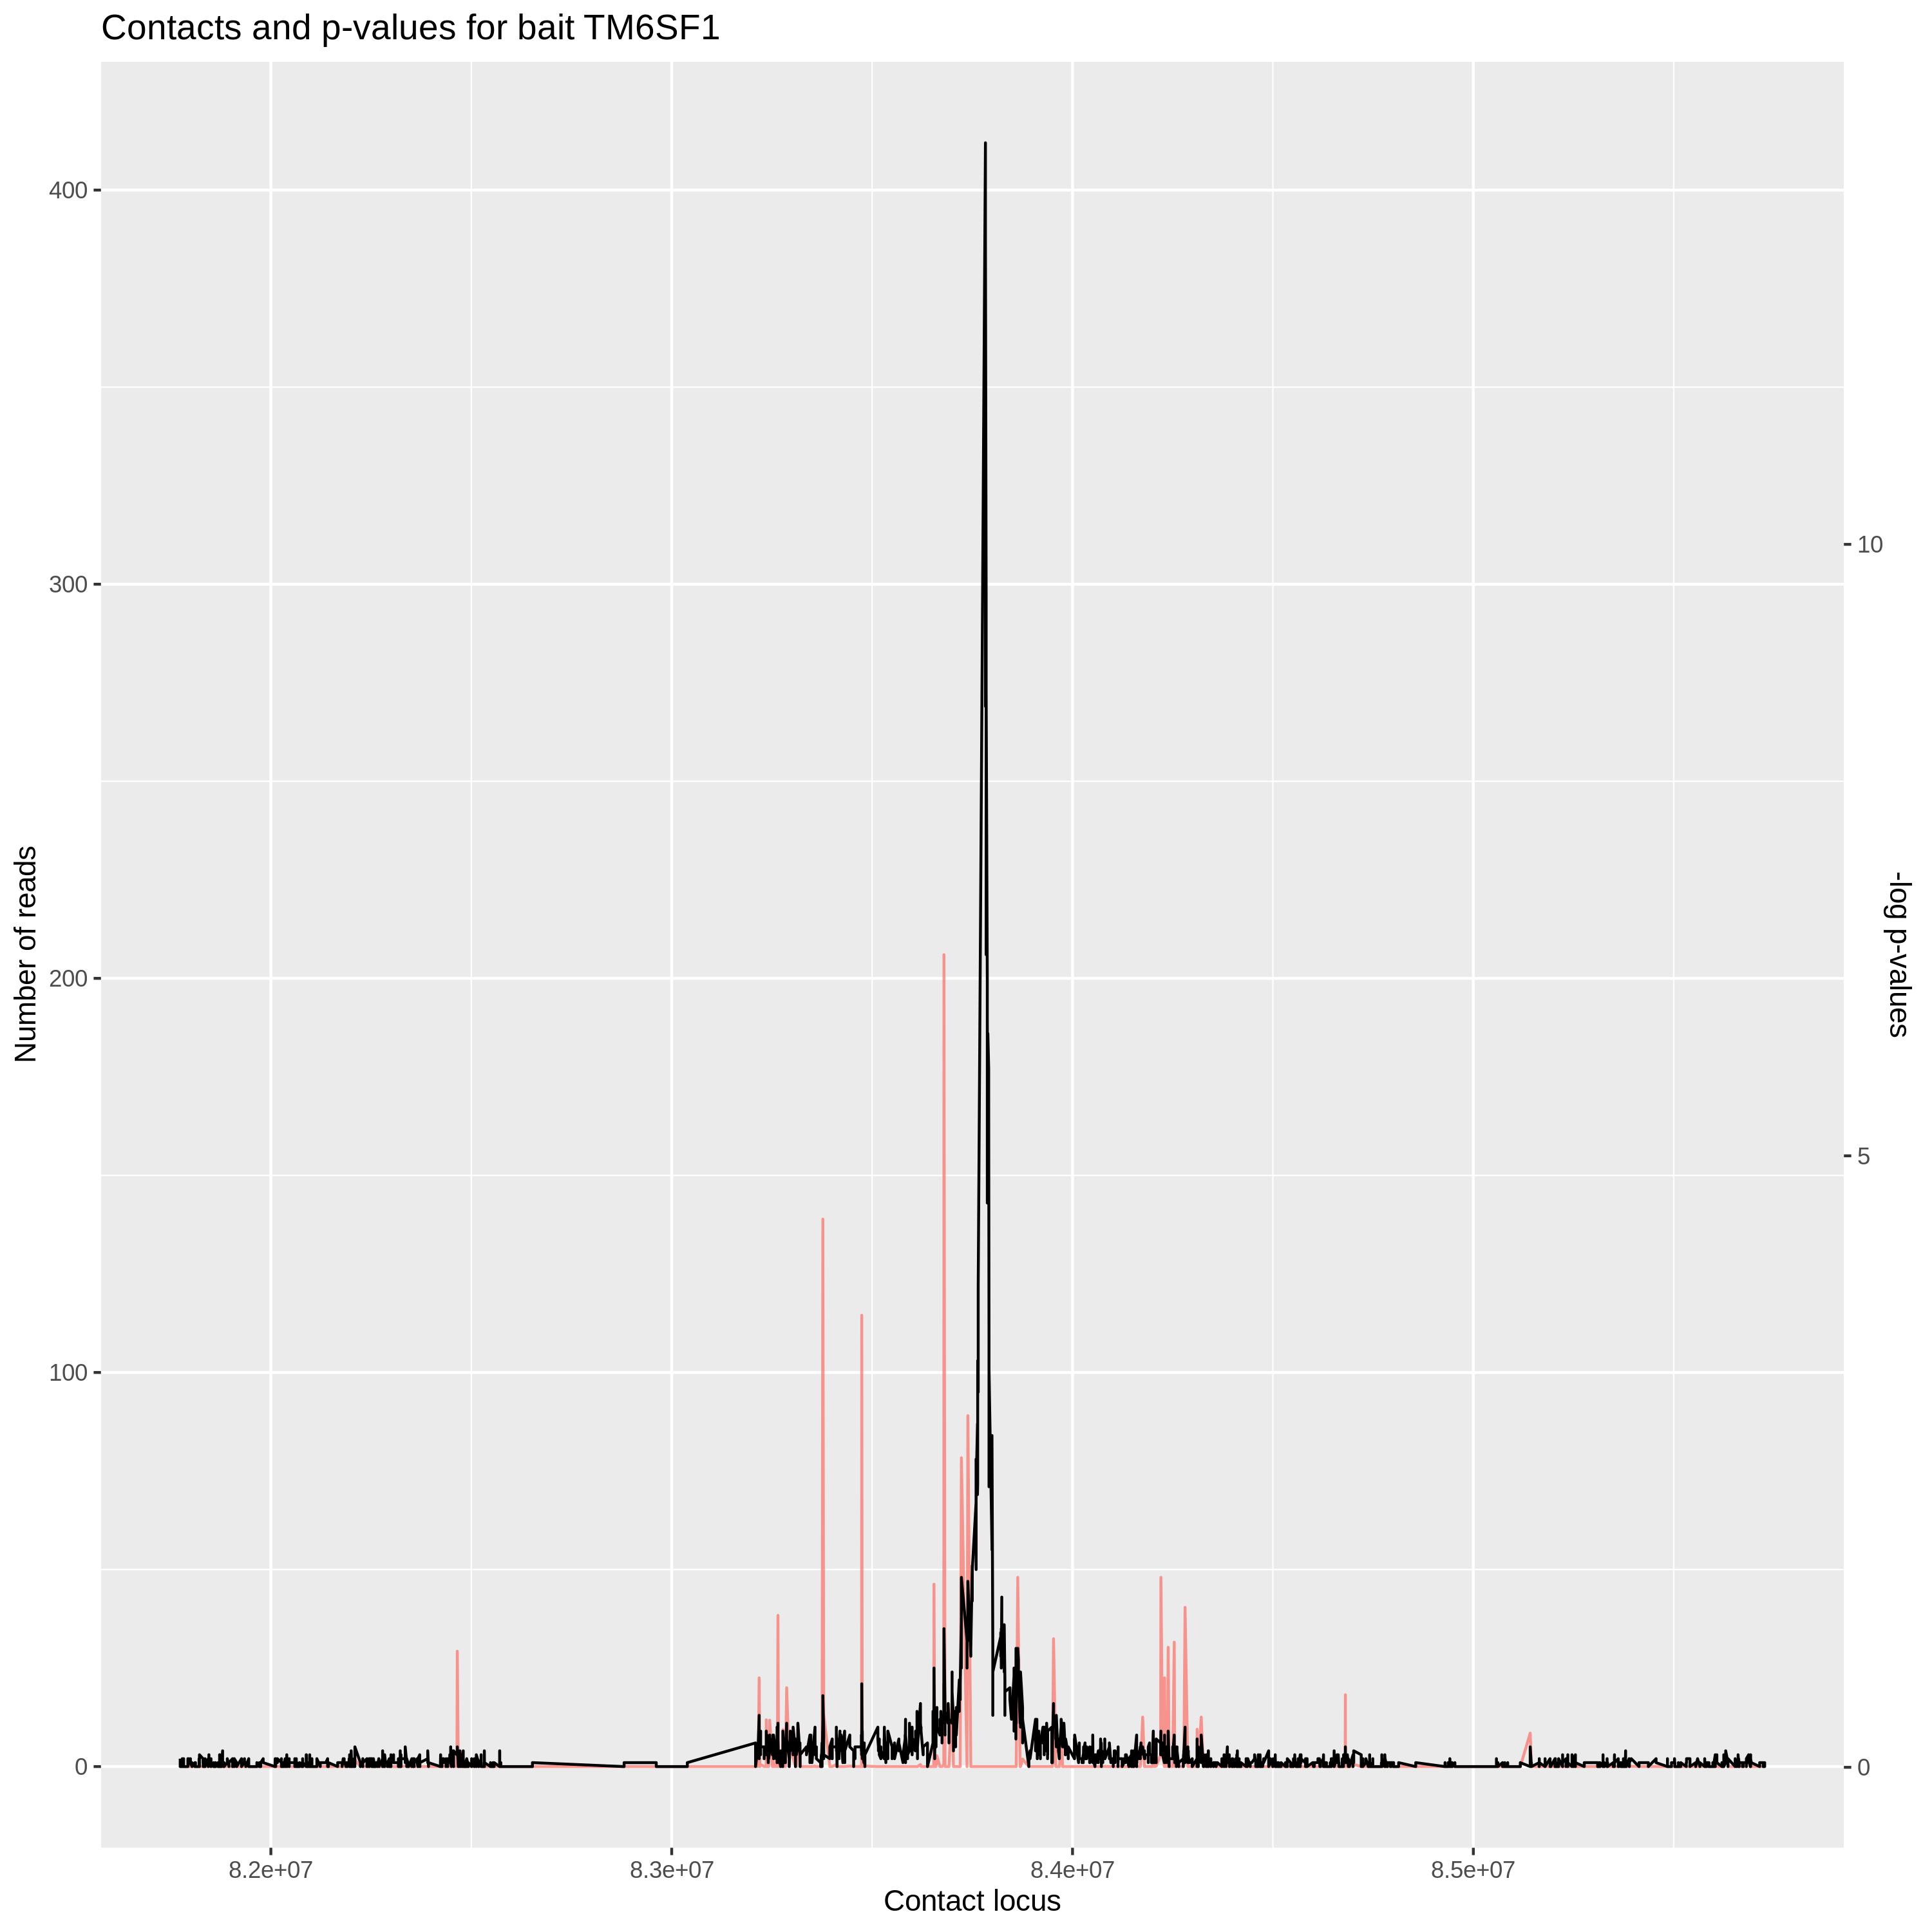 Contacts and p-values for bait TM6SF1
400
300
200
100
0
Number of reads
10
5
0
-log p-values
8.2e+07
8.3e+07
8.4e+07
8.5e+07
Contact locus